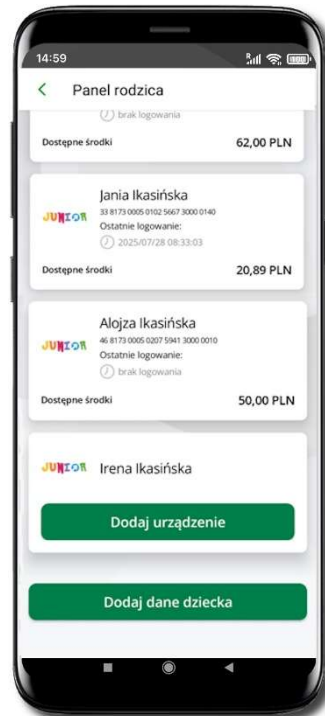 14:59
Panel rodzica
brak logowania
Dostępne środki 62,00 PLN
JUNIOR
Jania Ikasińska
33 8173 0005 0102 5667 3000 0140
Ostatnie logowanie:
2025/07/28 08:33:03
Dostępne środki 20,89 PLN
JUNIOR
Alojza Ikasińska
46 8173 0005 0207 5941 3000 0010
Ostatnie logowanie:
brak logowania
Dostępne środki 50,00 PLN
JUNIOR Irena Ikasińska
Dodaj urządzenie
Dodaj dane dziecka